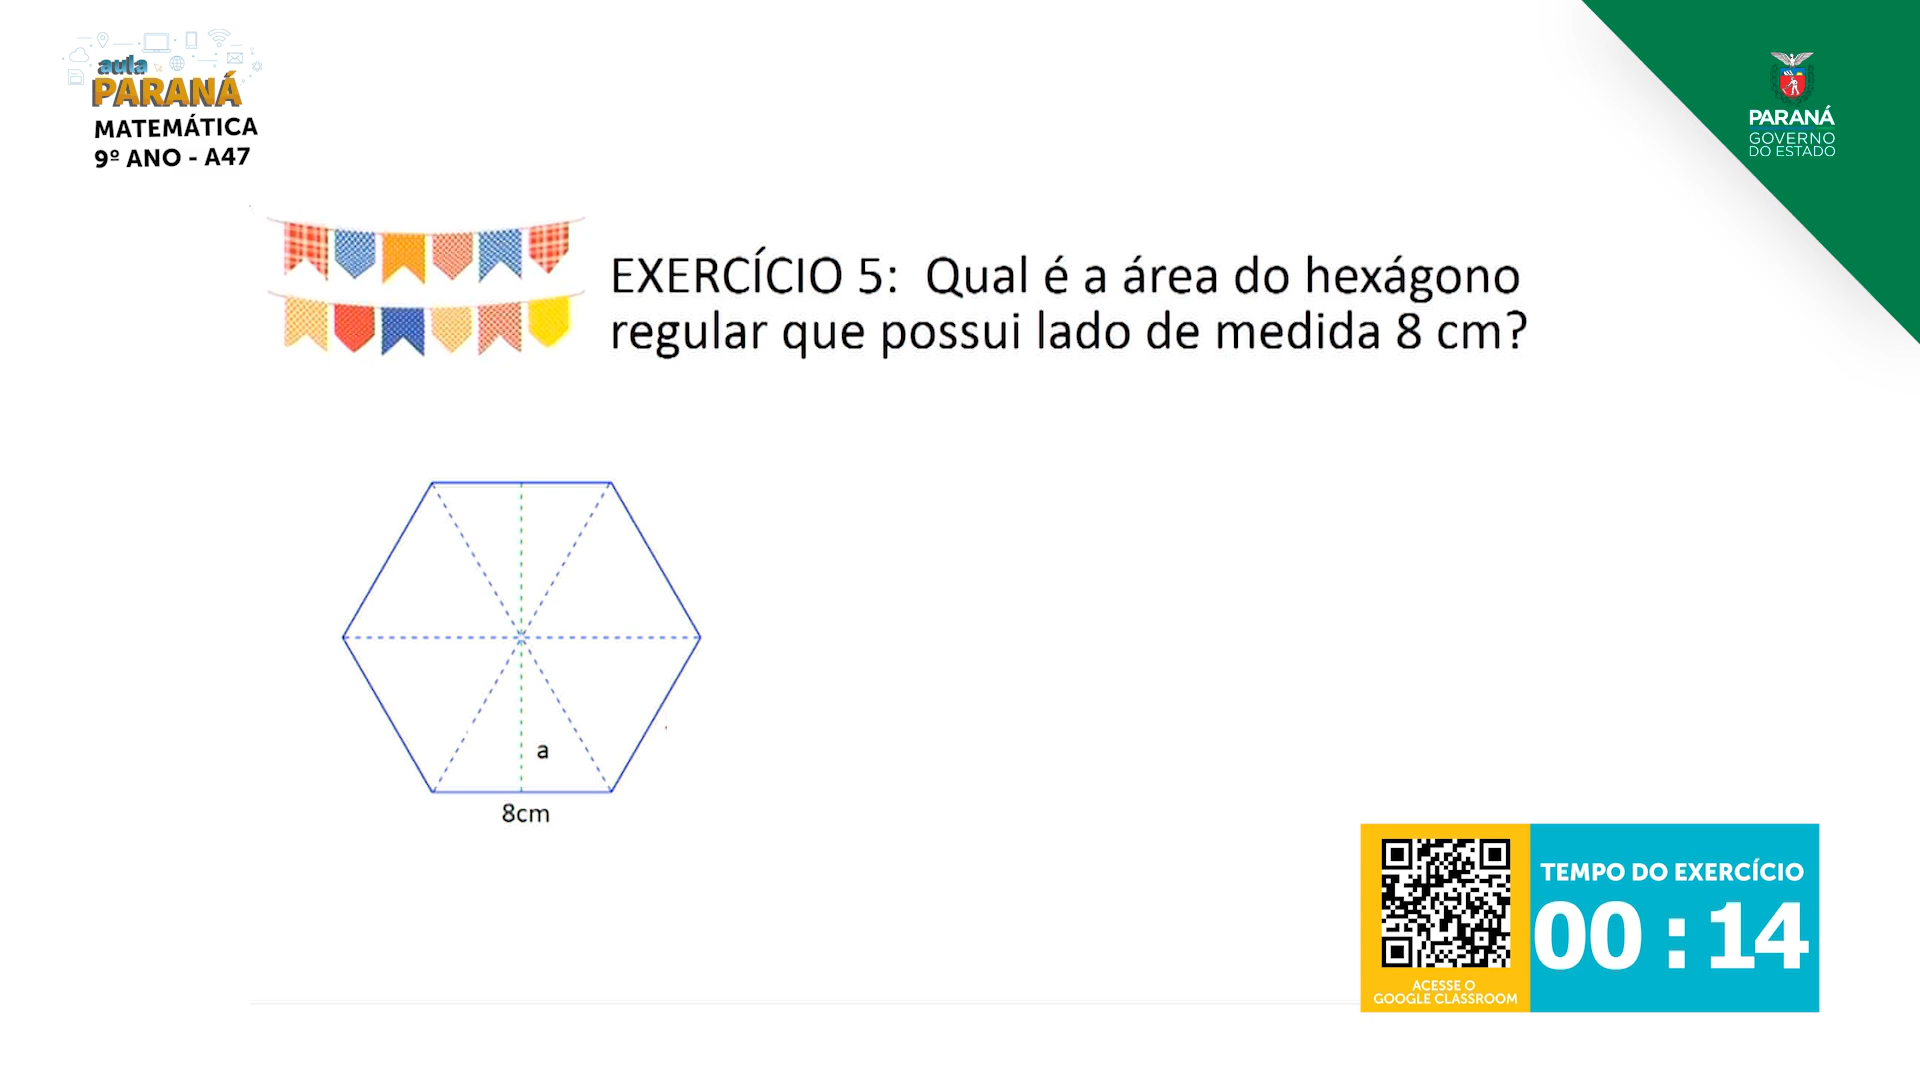 aula
PARANÁ
MATEMÁTICA
9º ANO - A47
PARANÁ
GOVERNO
DO ESTADO
EXERCÍCIO 5: Qual é a área do hexágono
regular que possui lado de medida 8 cm?
a
8cm
TEMPO DO EXERCÍCIO
00 : 14
ACESSE O
GOOGLE CLASSROOM